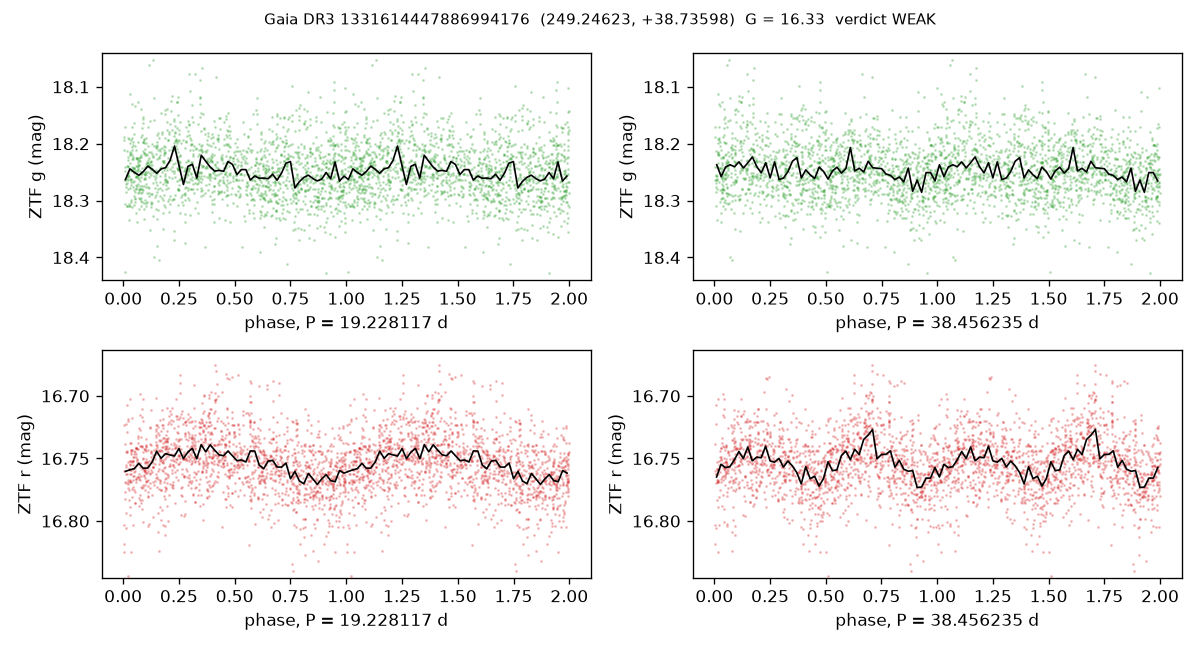 Gaia DR3 1331614447886994176 (249.24623, +38.73598) G = 16.33 verdict WEAK
ZTF g (mag)
18.1
18.2
18.3
18.4
0.00 0.25 0.50 0.75 1.00 1.25 1.50 1.75 2.00
phase, P = 19.228117 d
ZTF g (mag)
18.1
18.2
18.3
18.4
0.00 0.25 0.50 0.75 1.00 1.25 1.50 1.75 2.00
phase, P = 38.456235 d
ZTF r (mag)
16.70
16.75
16.80
0.00 0.25 0.50 0.75 1.00 1.25 1.50 1.75 2.00
phase, P = 19.228117 d
ZTF r (mag)
16.70
16.75
16.80
0.00 0.25 0.50 0.75 1.00 1.25 1.50 1.75 2.00
phase, P = 38.456235 d